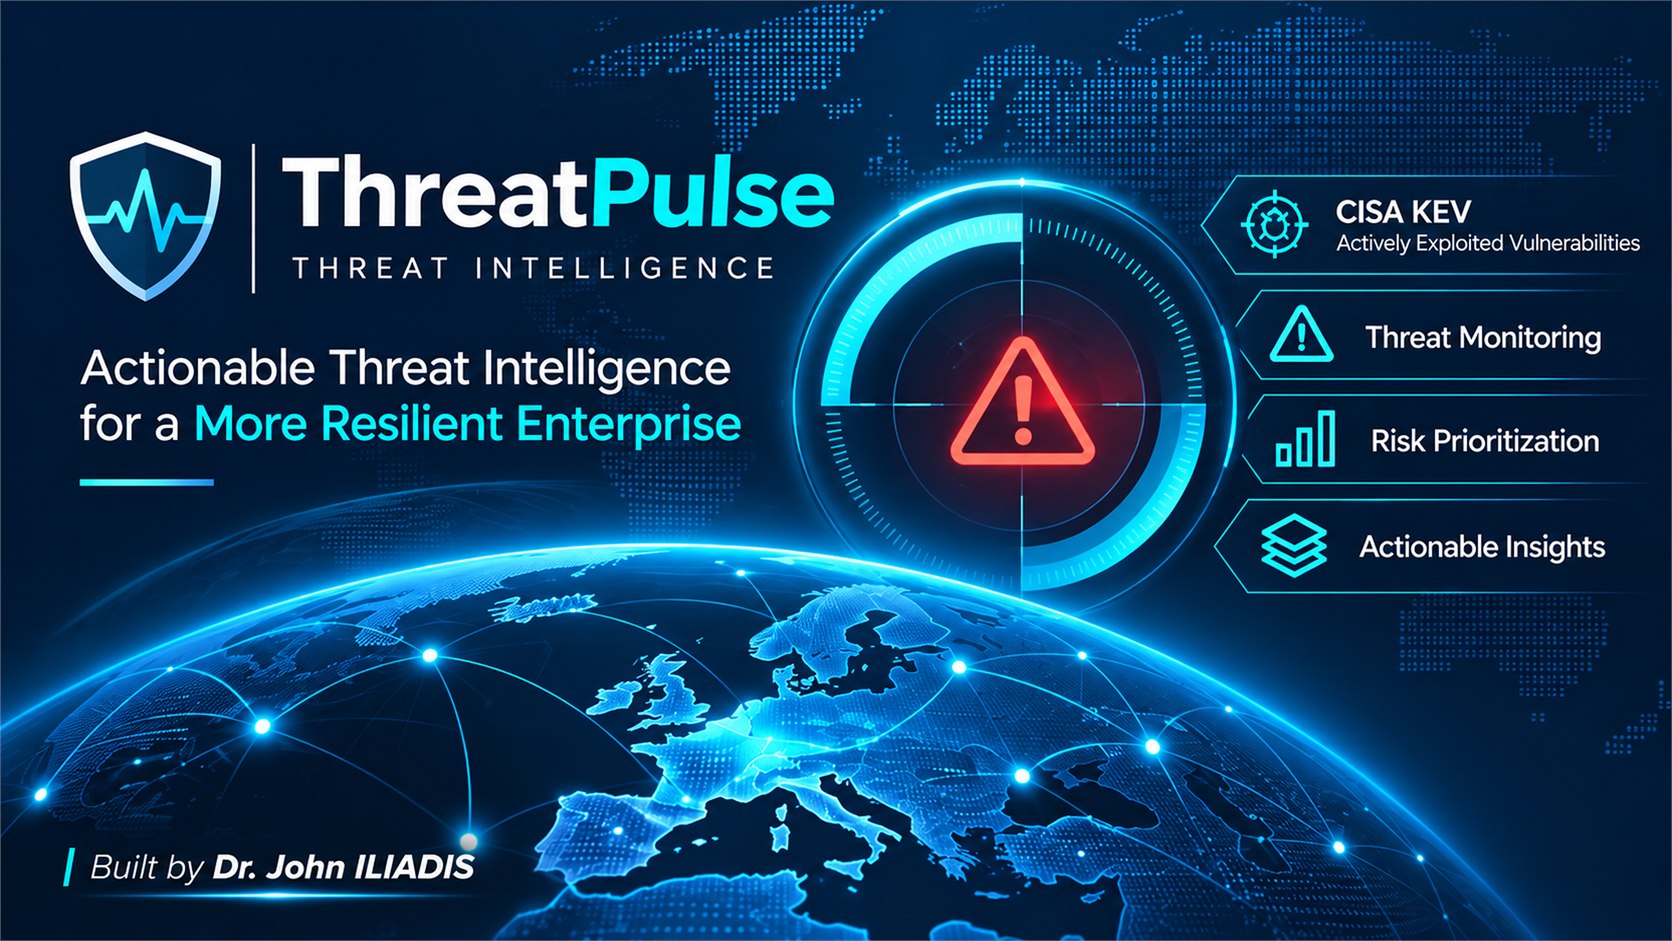 ThreatPulse
THREAT INTELLIGENCE
Actionable Threat Intelligence
for a More Resilient Enterprise
CISA KEV
Actively Exploited Vulnerabilities
Threat Monitoring
Risk Prioritization
Actionable Insights
Built by Dr. John ILIADIS